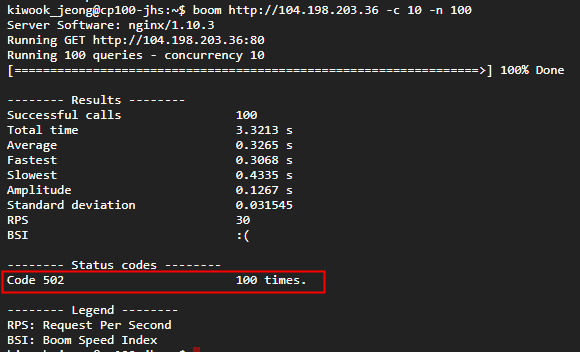 kiwook_jeong@cp100-jhs:~$ boom http://104.198.203.36 -c 10 -n 100
Server Software: nginx/1.10.3
Running GET http://104.198.203.36:80
Running 100 queries - concurrency 10
[================================================================>] 100% Done
-------- Results --------
Successful calls 100
Total time 3.3213 s
Average 0.3265 s
Fastest 0.3068 s
Slowest 0.4335 s
Amplitude 0.1267 s
Standard deviation 0.031545
RPS 30
BSI :(
-------- Status codes --------
Code 502 100 times.
-------- Legend --------
RPS: Request Per Second
BSI: Boom Speed Index